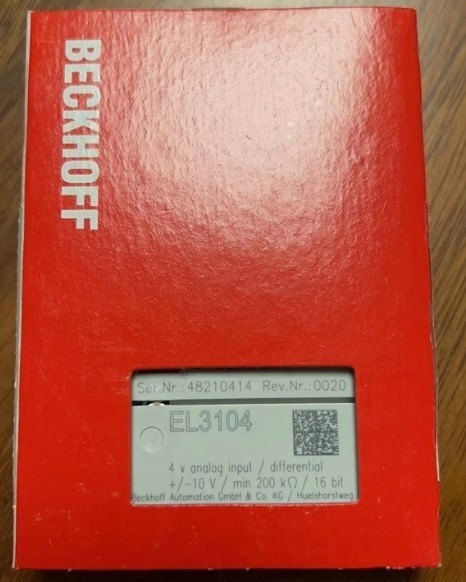 BECKHOFF
Ser.Nr.: 48210414 Rev.Nr.:0020
EL3104
4 x analog input / differential
+/-10 V / min 200 kΩ / 16 bit
Beckhoff Automation GmbH & Co. KG / Huelshorstweg